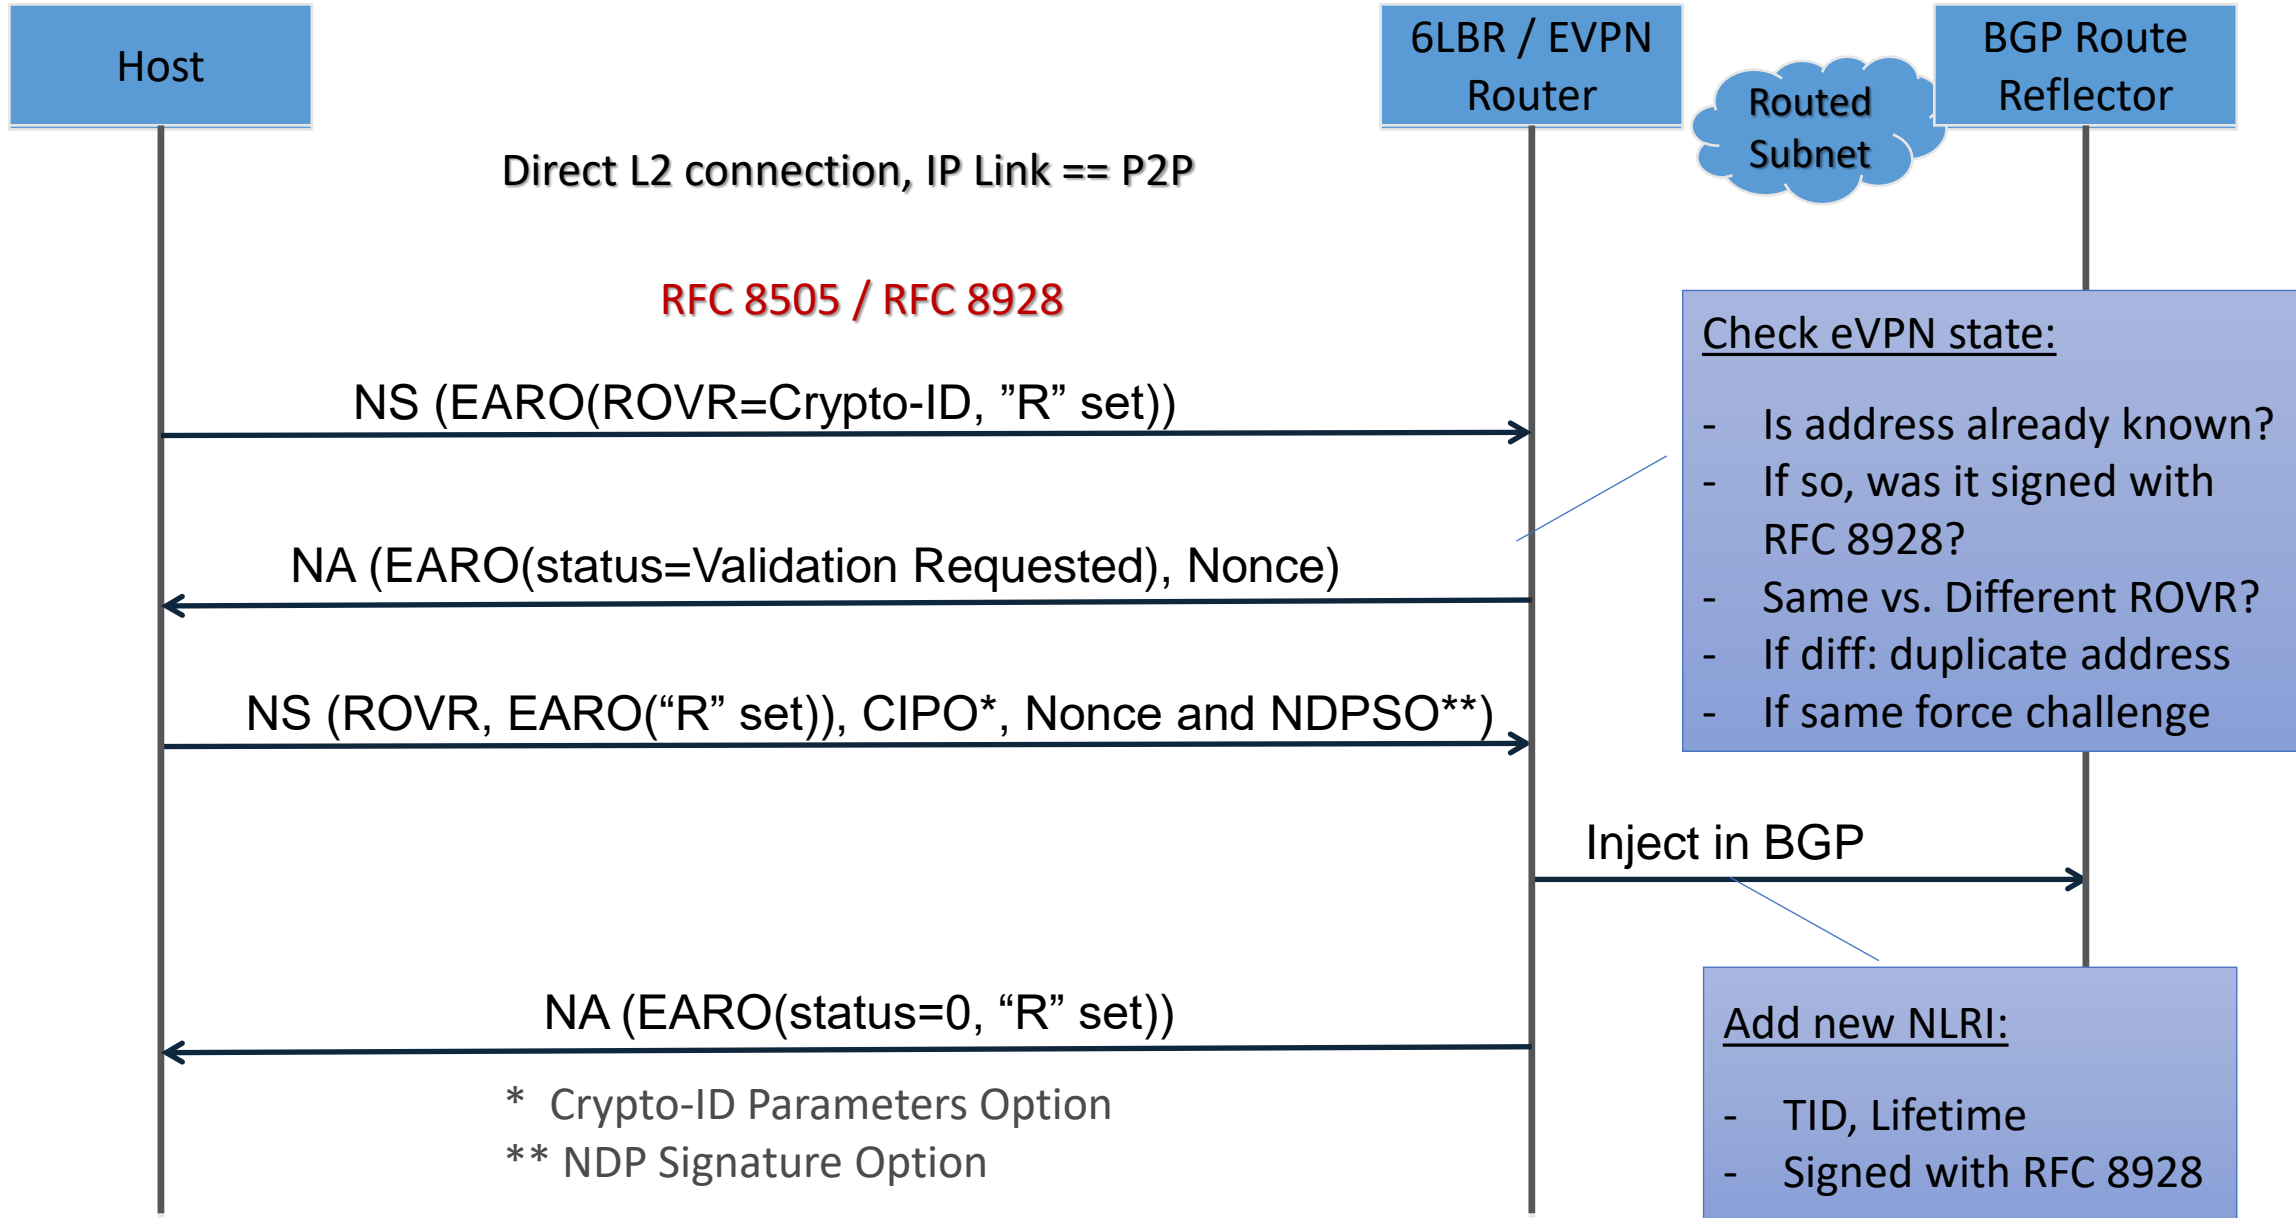 Host
6LBR / EVPN
Router
Routed
Subnet
BGP Route
Reflector
Direct L2 connection, IP Link == P2P
RFC 8505 / RFC 8928
NS (EARO(ROVR=Crypto-ID, ”R” set))
Check eVPN state:
- Is address already known?
- If so, was it signed with
RFC 8928?
- Same vs. Different ROVR?
- If diff: duplicate address
- If same force challenge
NA (EARO(status=Validation Requested), Nonce)
NS (ROVR, EARO(“R” set)), CIPO*, Nonce and NDPSO**)
Inject in BGP
NA (EARO(status=0, “R” set))
Add new NLRI:
- TID, Lifetime
- Signed with RFC 8928
* Crypto-ID Parameters Option
** NDP Signature Option